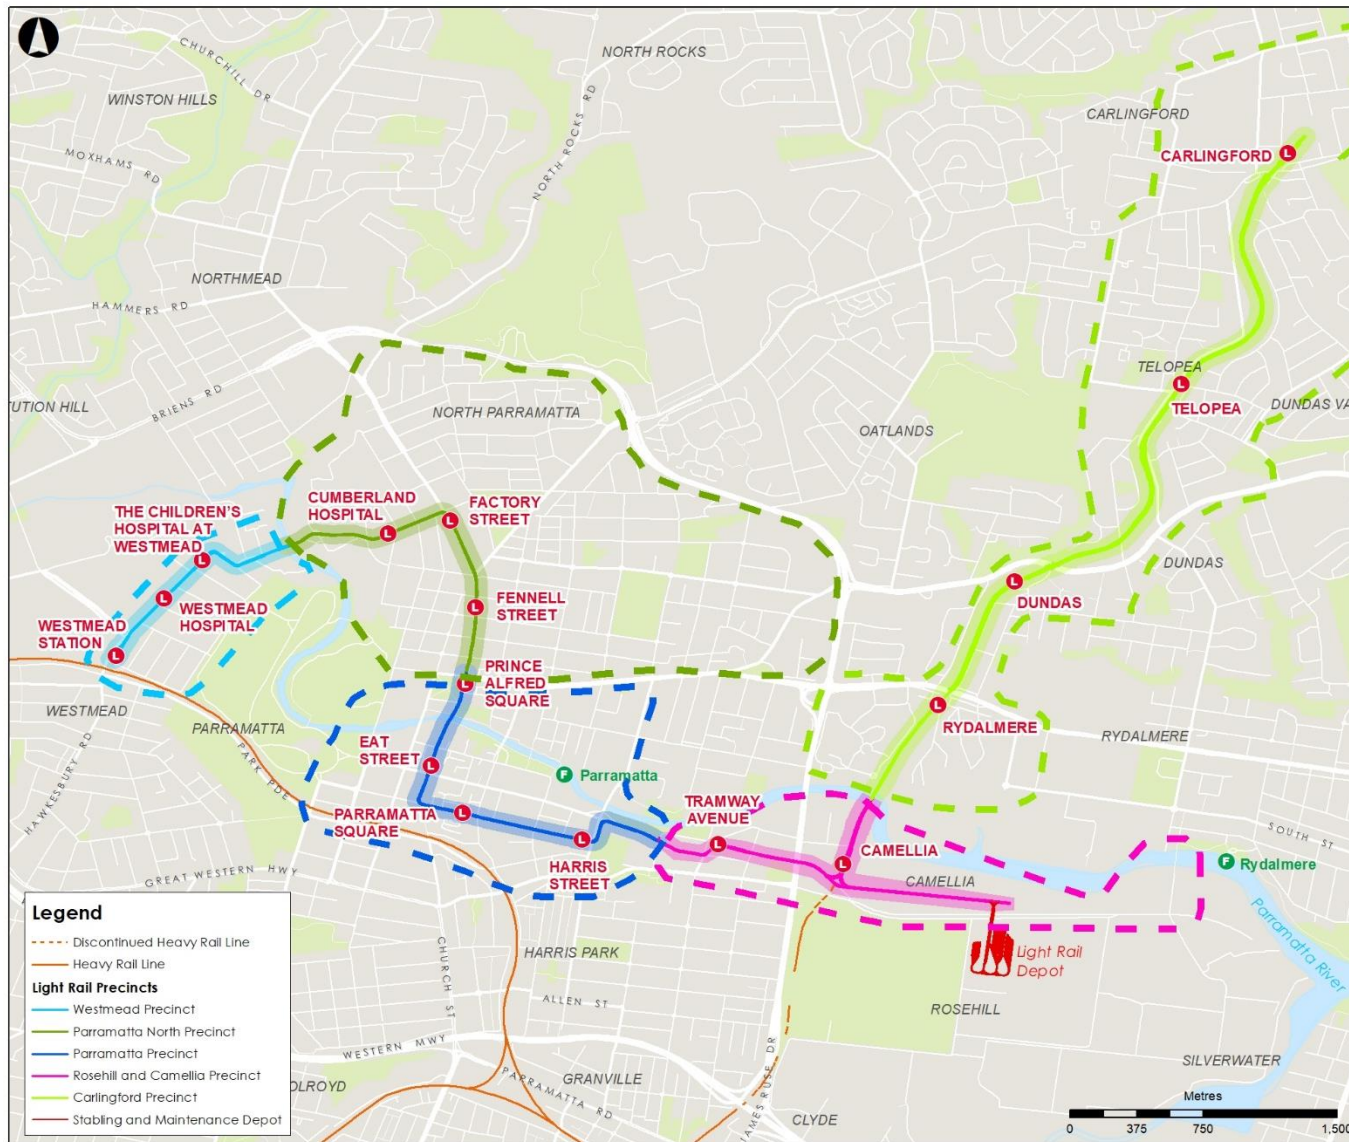 NORTH ROCKS
CHURCHILL DR
WINSTON HILLS
CARLINGFORD
NORTH ROCKS RD
CARLINGFORD
MOXHAMS RD
NORTHMEAD
HAMMERS RD
TELOPEA
TELOPEA
DUNDAS VA
TUTION HILL
BRIENS RD
NORTH PARRAMATTA
OATLANDS
CUMBERLAND
HOSPITAL
FACTORY
STREET
THE CHILDREN'S
HOSPITAL AT
WESTMEAD
DUNDAS
DUNDAS
FENNELL
STREET
WESTMEAD
HOSPITAL
WESTMEAD
STATION
PRINCE
ALFRED
SQUARE
WESTMEAD
PARRAMATTA
RYDALMERE
RYDALMERE
EAT
STREET
PARK PDE
HAWKESBURY RD
Parramatta
PARRAMATTA
SQUARE
TRAMWAY
AVENUE
SOUTH ST
HARRIS
STREET
CAMELLIA
CAMELLIA
Rydalmere
GREAT WESTERN HWY
Parramatta River
Legend
Discontinued Heavy Rail Line
Heavy Rail Line
Light Rail Precincts
Westmead Precinct
Parramatta North Precinct
Parramatta Precinct
Rosehill and Camellia Precinct
Carlingford Precinct
Stabling and Maintenance Depot
CHURCH ST
HARRIS PARK
Light Rail
Depot
ALLEN ST
ROSEHILL
WESTERN MWY
SILVERWATER
OLROYD
PARRAMATTA RD
GRANVILLE
JAMES RUSE DR
CLYDE
Metres
0 375 750 1,500